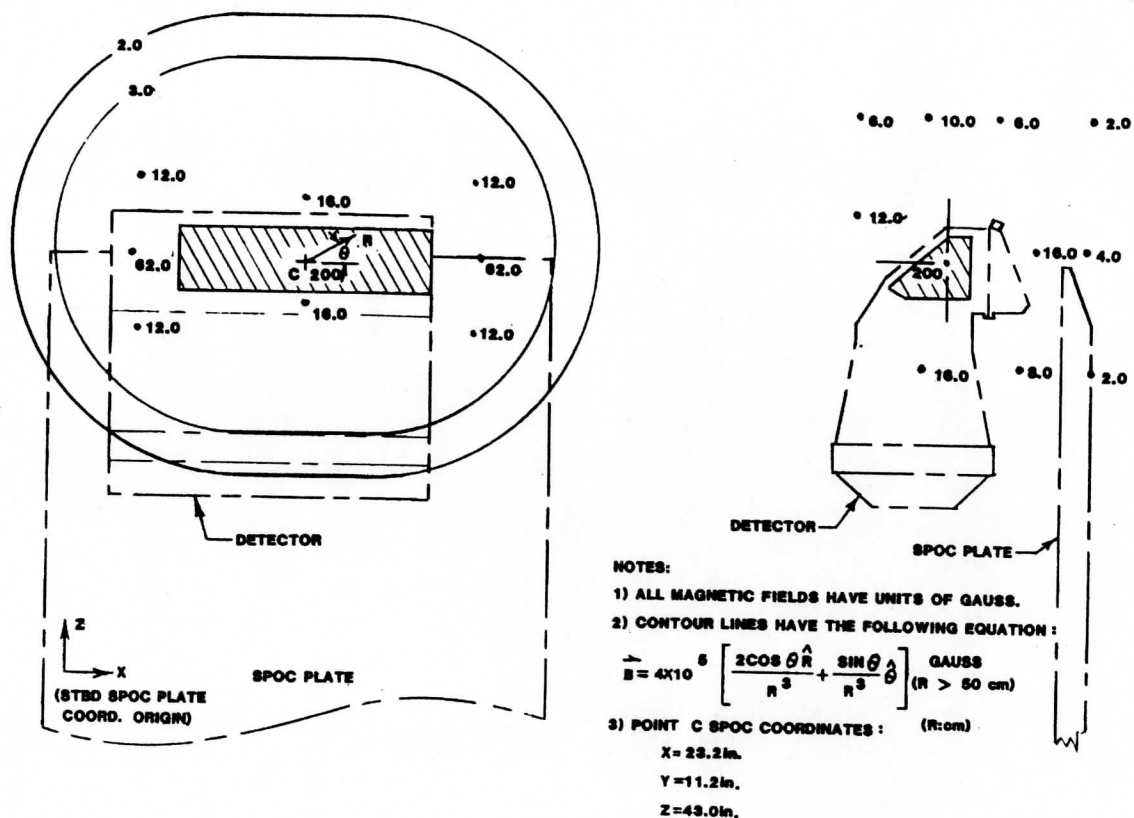 2.0
3.0
12.0
12.0
16.0
R
θ
C
200
62.0
62.0
16.0
12.0
12.0
DETECTOR
Z
X
(STBD SPOC PLATE
COORD. ORIGIN)
SPOC PLATE
6.0
10.0
6.0
2.0
12.0
200
16.0
4.0
16.0
8.0
2.0
DETECTOR
SPOC PLATE
NOTES:
1) ALL MAGNETIC FIELDS HAVE UNITS OF GAUSS.
2) CONTOUR LINES HAVE THE FOLLOWING EQUATION :
B = 4X10 5 [ 2COS θ R / R 3 + SIN θ / R 3 θ ] GAUSS
(R > 50 cm)
(R:cm)
3) POINT C SPOC COORDINATES :
X= 23.2in.
Y =11.2in.
Z=43.0in.